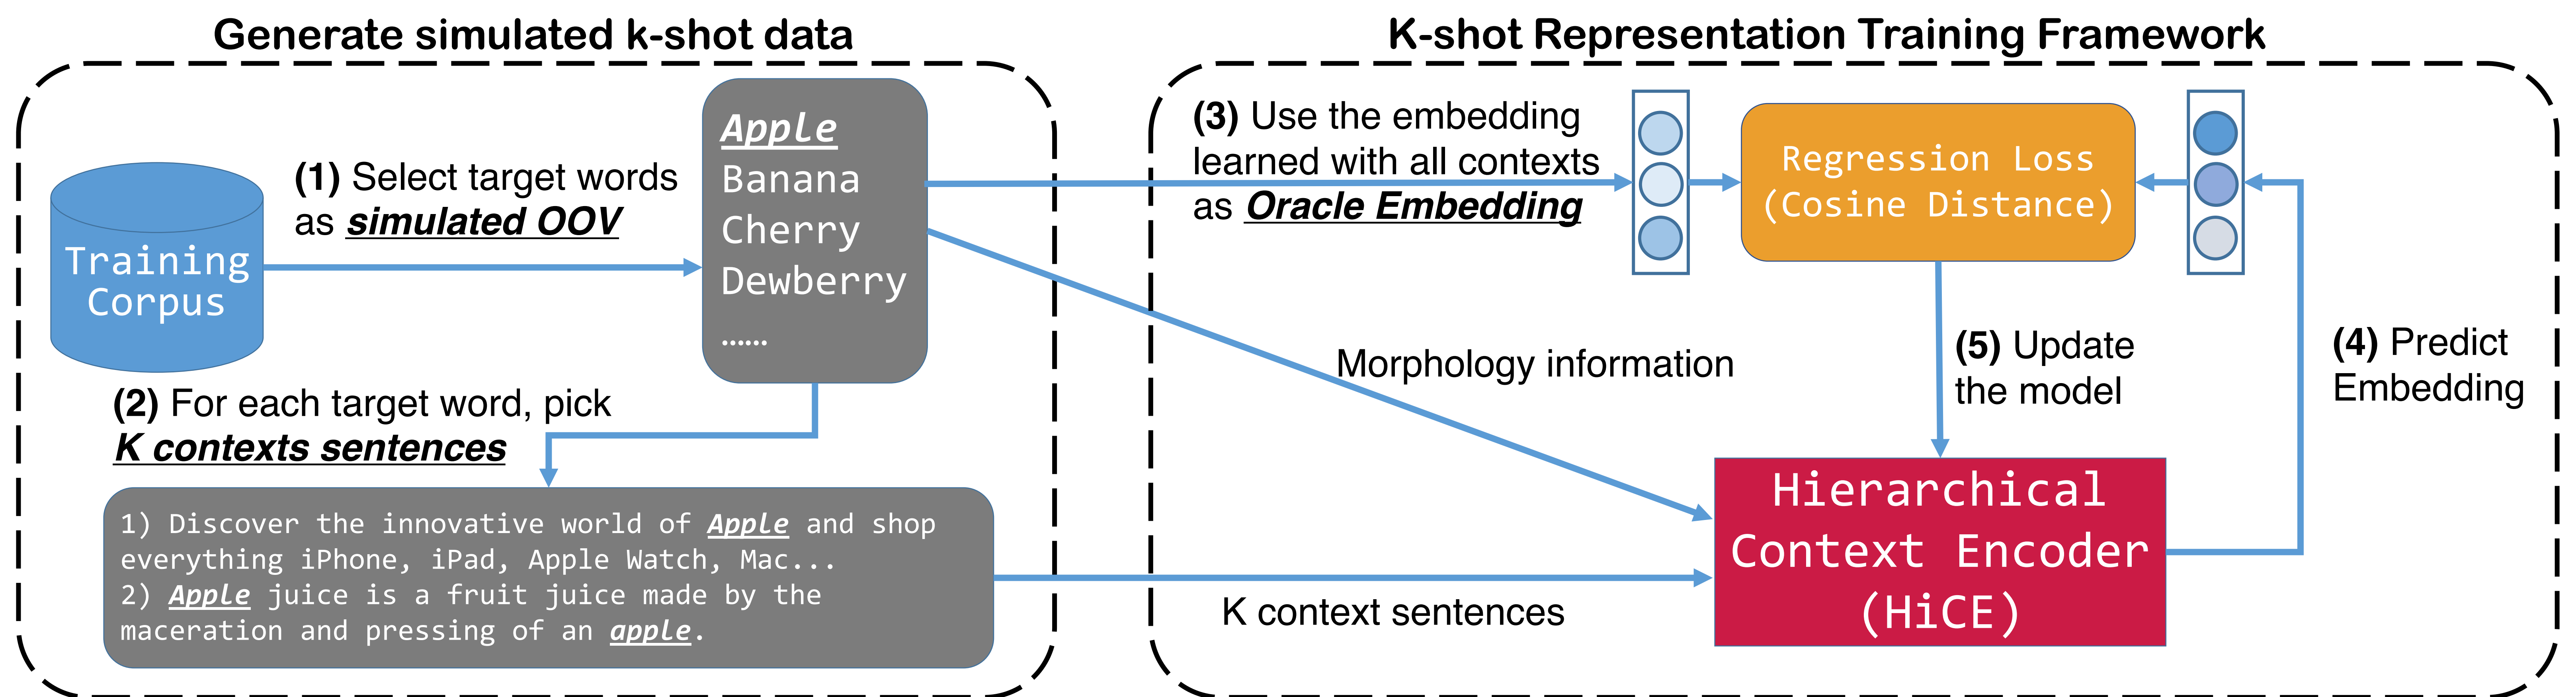 Generate simulated k-shot data
Training
Corpus
(1) Select target words
as simulated OOV
Apple
Banana
Cherry
Dewberry
......
(2) For each target word, pick
K contexts sentences
1) Discover the innovative world of Apple and shop
everything iPhone, iPad, Apple Watch, Mac...
2) Apple juice is a fruit juice made by the
maceration and pressing of an apple.
K-shot Representation Training Framework
(3) Use the embedding
learned with all contexts
as Oracle Embedding
Regression Loss
(Cosine Distance)
Morphology information
(5) Update
the model
(4) Predict
Embedding
K context sentences
Hierarchical
Context Encoder
(HiCE)